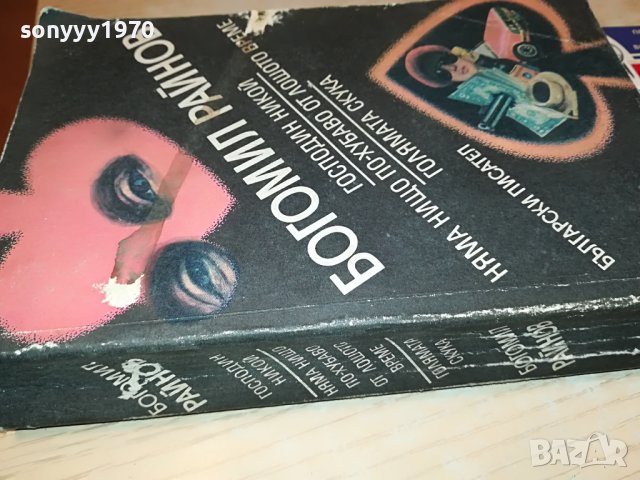 sonyyy1970
БОГОМИЛ РАЙНОВ
ГОСПОДИН НИКОЙ
НЯМА НИЩО ПО-ХУБАВО ОТ ЛОШОТО ВРЕМЕ
ГОЛЯМАТА СКУКА
БЪЛГАРСКИ ПИСАТЕЛ
БОГОМИЛ
РАЙНОВ
ГОСПОДИН
НИКОЙ
НЯМА НИЩО
ПО-ХУБАВО
ОТ ЛОШОТО
ВРЕМЕ
ГОЛЯМАТА
СКУКА
БОГОМИЛ
РАЙНОВ
BAZAR
bg